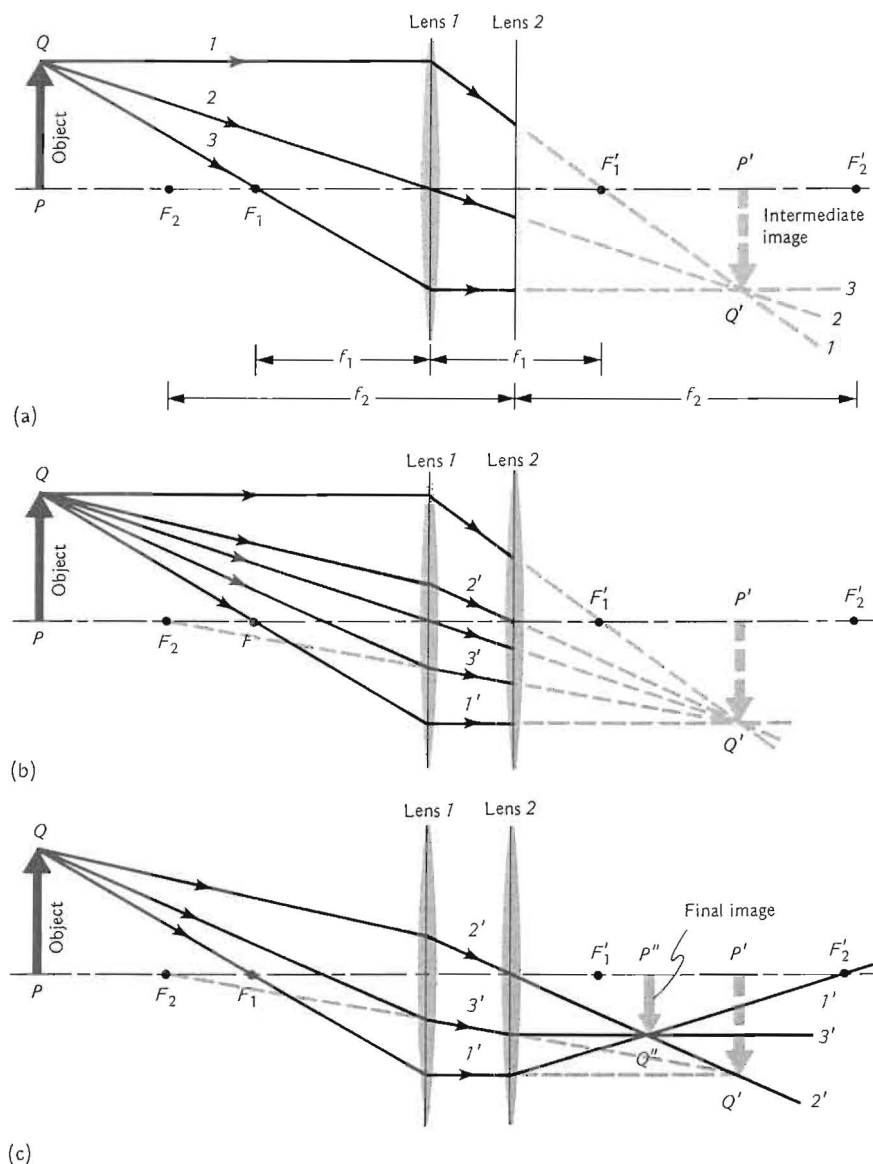 Lens 1 Lens 2
Q 1
2
3
Object
F'1 P' F'2
P F2 F1
Intermediate
image
3
Q' 2
1
f1 f1
f2 f2
(a)
Lens 1 Lens 2
Q
Object
2'
F'1 P' F'2
P F2 F
3'
1'
Q'
(b)
Lens 1 Lens 2
Q
Final image
Object
2'
F'1 P" P' F'2
P F2 F1
1'
3'
3'
1'
Q"
Q'
2'
(c)